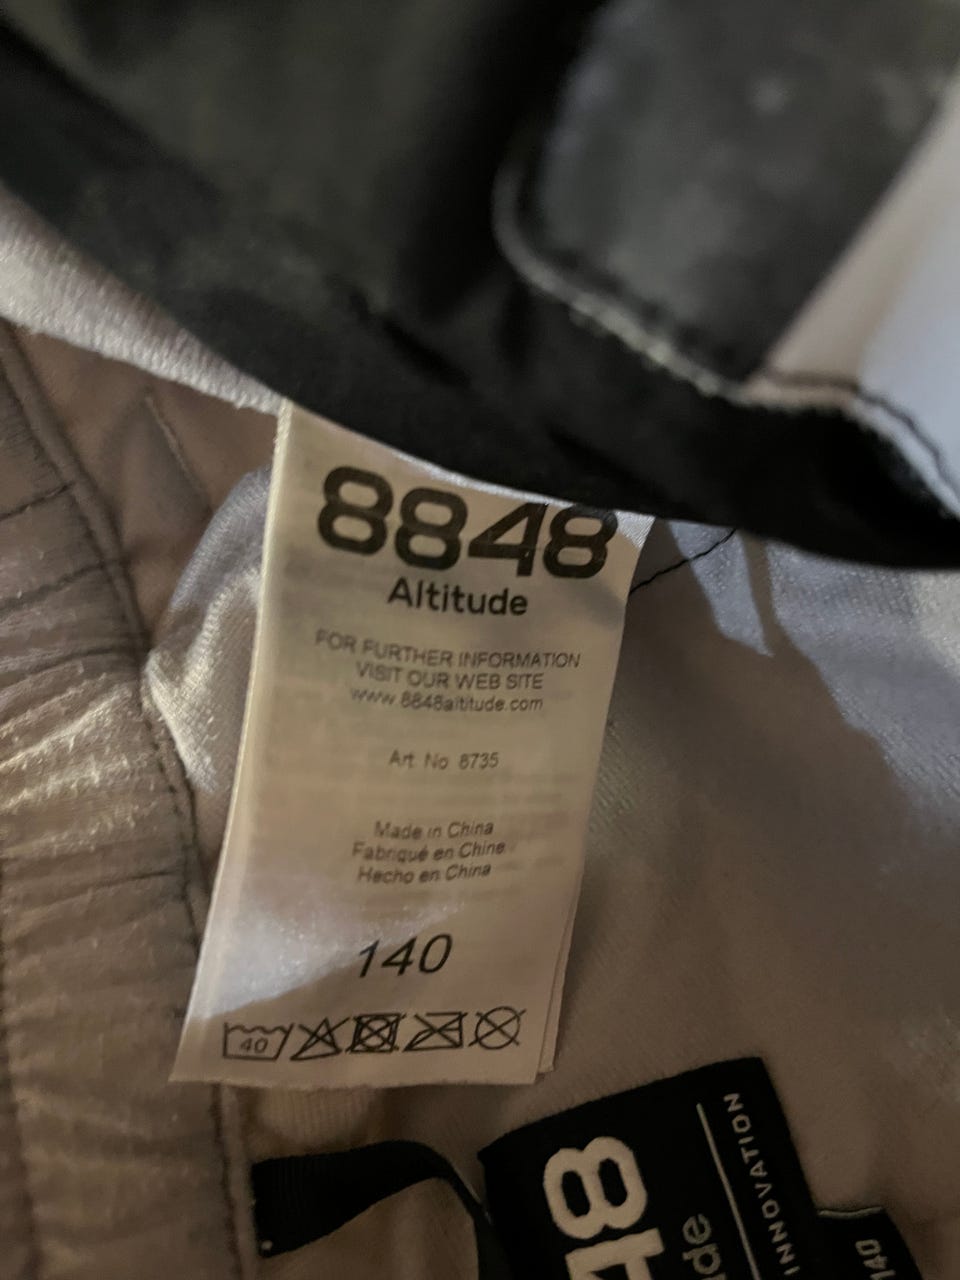 8848
Altitude
FOR FURTHER INFORMATION
VISIT OUR WEB SITE
www.8848altitude.com
Art No 8735
Made in China
Fabriqué en Chine
Hecho en China
140
40
INNOVATION
140